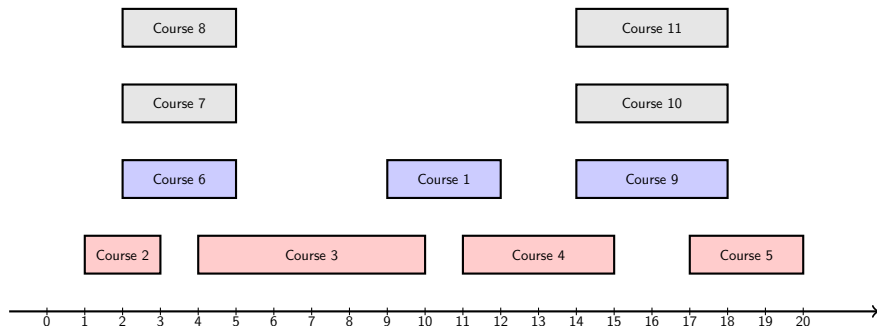 Course 8 Course 11
Course 7 Course 10
Course 6 Course 1 Course 9
Course 2 Course 3 Course 4 Course 5
0 1 2 3 4 5 6 7 8 9 10 11 12 13 14 15 16 17 18 19 20